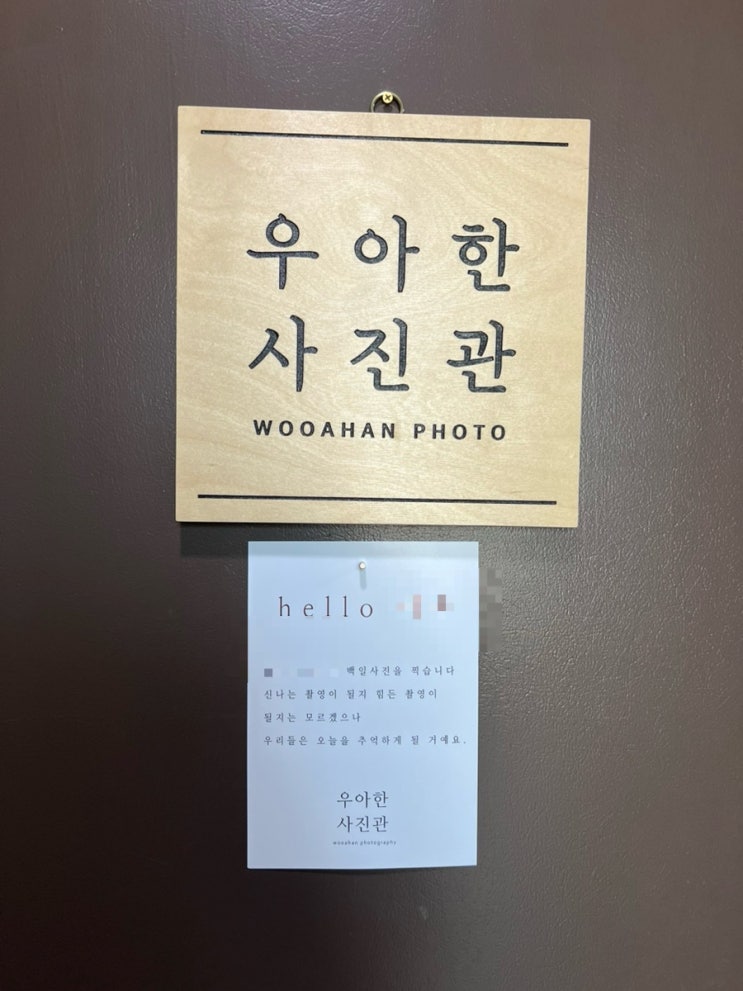 우아한
사진관
WOOAHAN PHOTO
hello
백일사진을 찍습니다
신나는 촬영이 될지 힘든 촬영이
될지는 모르겠으나
우리들은 오늘을 추억하게 될 거예요.
우아한
사진관
wooahan photography